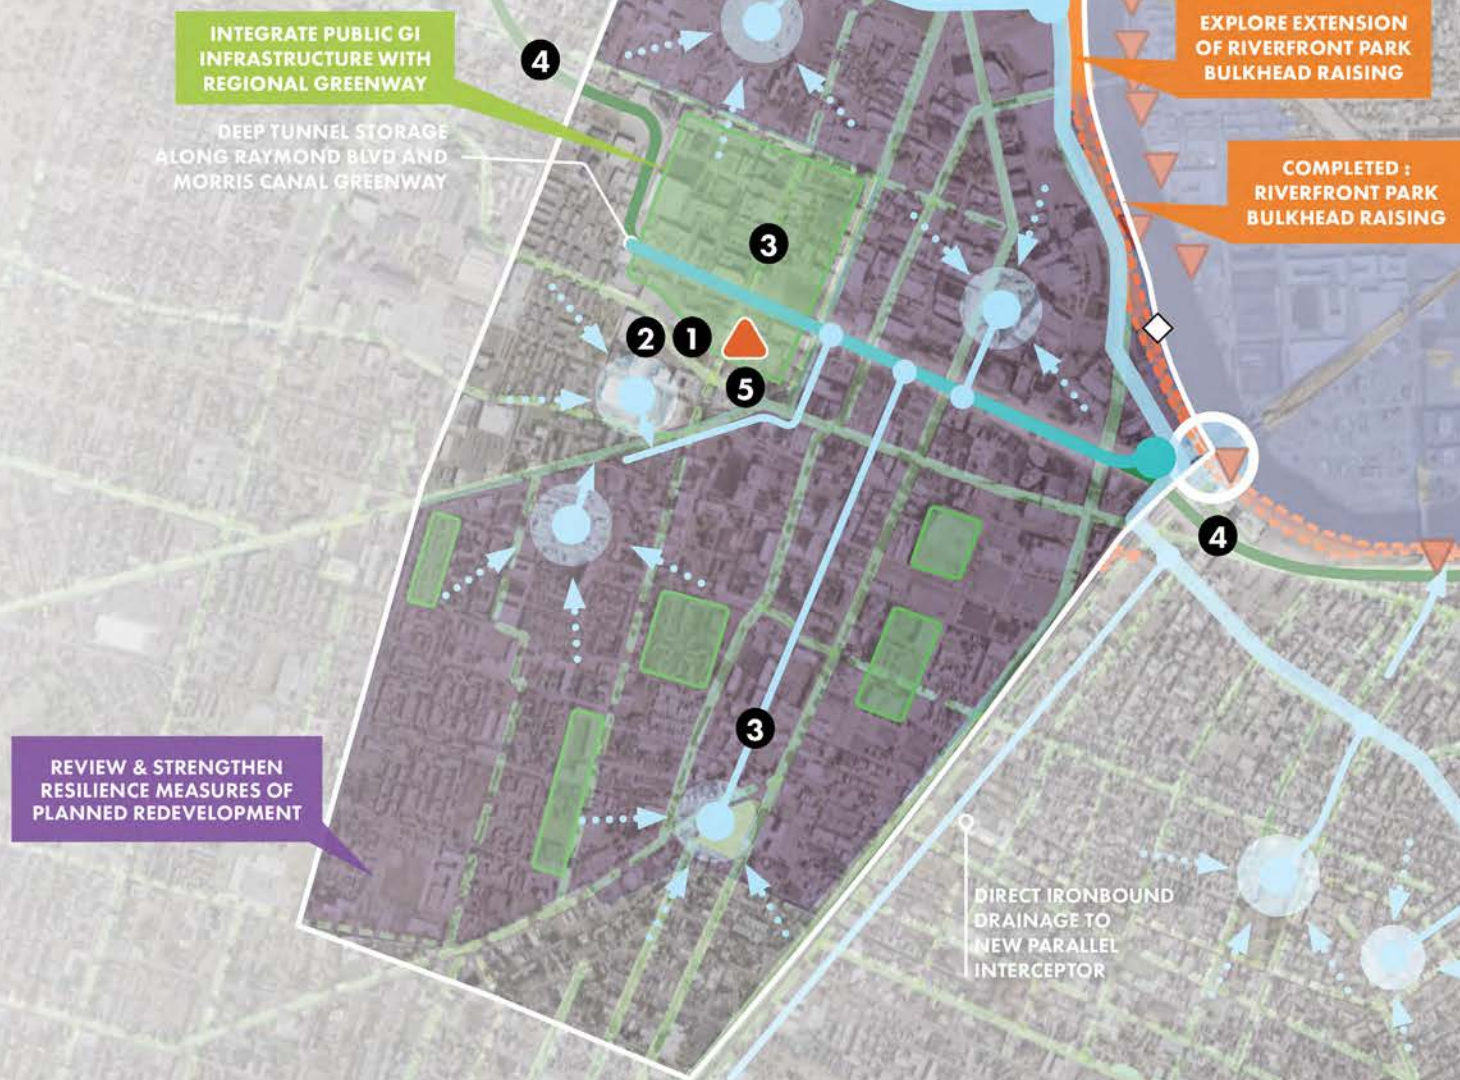 INTEGRATE PUBLIC GI
INFRASTRUCTURE WITH
REGIONAL GREENWAY
4
EXPLORE EXTENSION
OF RIVERFRONT PARK
BULKHEAD RAISING
DEEP TUNNEL STORAGE
ALONG RAYMOND BLVD AND
MORRIS CANAL GREENWAY
COMPLETED :
RIVERFRONT PARK
BULKHEAD RAISING
3
2
1
5
4
3
REVIEW & STRENGTHEN
RESILIENCE MEASURES OF
PLANNED REDEVELOPMENT
DIRECT IRONBOUND
DRAINAGE TO
NEW PARALLEL
INTERCEPTOR